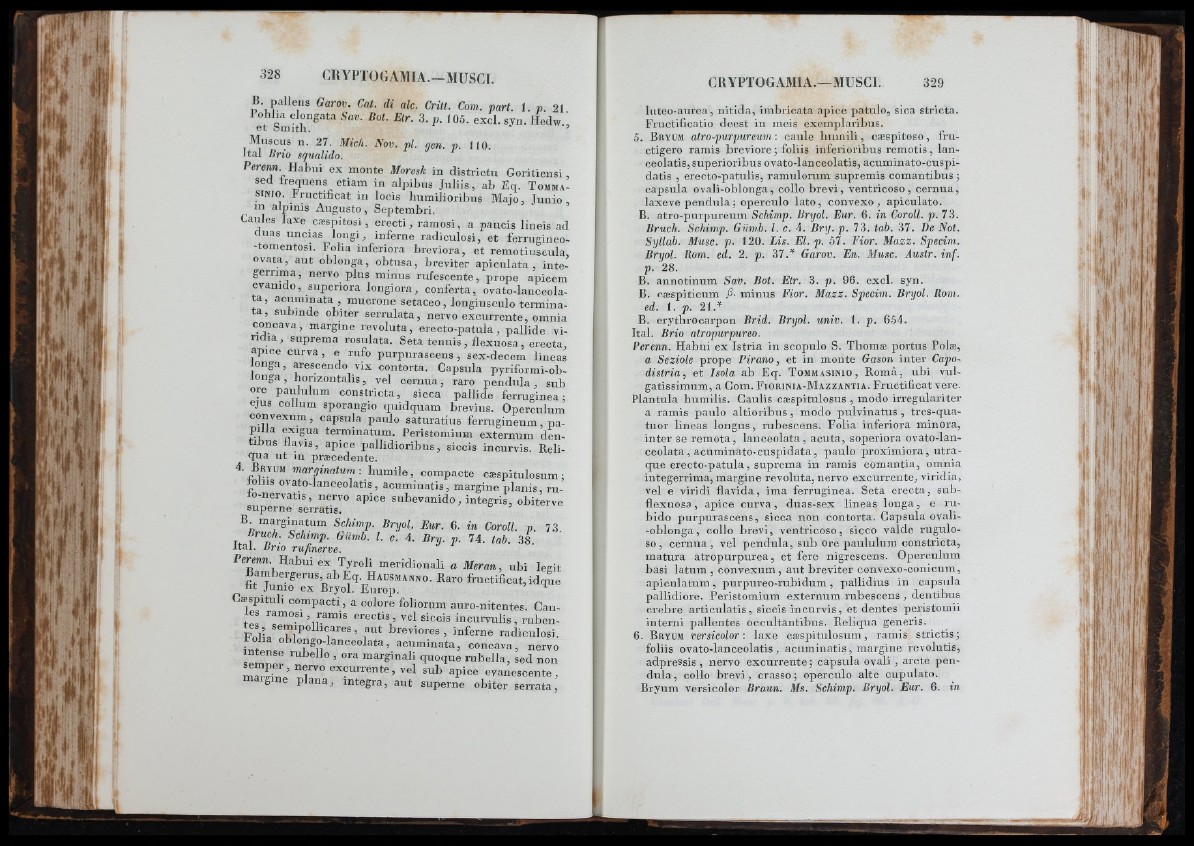 328 CRYPTOGAMIA.—MUSCI.
B. pallens Garov. Cat. di alc. Critt. Com. part. 1. p. 21.
Pohlia elongata Sav. Bot. Etr. 3. p. 105. excl. syn. Hedw.,
et Smith.
Muscus n. 27. Mich. Nov. pl. gen. p. 110.
Ital Brio squalido.
Perenn. Habui ex monte Moresk in districtu Goritiensi,
sed frequens etiam in alpibus Juliis, ab Eq. TOMMA-
SINIO. Fructificat in locis humilioribus Majo, Junio,
in alpinis Augusto, Septembri.
Caules laxe cæspitosi, erecti, ramosi, a paucis lineis ad
duas uncias longi, inferne radiculosi, et ferrugineo-
-tomentosi. Folia inferiora breviora, et remotiuscula,
ovata, aut oblonga, obtusa, breviter apiculata, inte-
gerrima, nervo plus minus rufescente, prope apicem
evanido, superiora longiora, conferta, ovato-lanceola-
ta, acuminata, mucrone setaceo, longiusculo termina-
ta, subinde obiter serrulata, nervo excurrente, omnia
concava, margine revoluta, erecto-patula, pallide vi-
ridia, suprema rosulata. Seta tenuis, flexuosa, erecta,
apice curva, e rufo purpurascens, sex-decem lineas
longa, arescendo vix contorta. Capsula pyriformi-ob-
longa, horizontalis, vel cernua, raro pendula, sub
ore paululum constricta, sicca pallide ferruginea;
ejus collum sporangio quidquam brevius. Operculum
convexum, capsula paulo saturatius ferrugineum, pa-
pilla exigua terminatum. Peristomium externum den-
tibus flavis, apice pallidioribus, siccis incurvis. Reli-
qua ut in præcedente.
4. BRYUM marginatum: humile, compacte cæspitulosum;
foliis ovato-lanceolatis, acuminatis, margine planis, ru-
fo-nervatis, nervo apice subevanido, integris, obiterve
superne serratis.
B. marginatum Schimp. Bryol. Eur. 6. in Coroll. p. 73.
Bruch. Schimp. Gümb. l. c. 4. Bry. p. 74. tab. 38.
Ital. Brio rufinerve.
Perenn. Habui ex Tyroli meridionali a Meran, ubi legit
Bambergerus, ab Eq. HAUSMANNO. Raro fructificat, idque
fit Junio ex Bryol. Europ.
Cæspituli compacti, a colore foliorum auro-nitentes. Cau-
les ramosi, ramis erectis, vel siccis incurvulis, ruben-
tes, semipollicares, aut breviores, inferne radiculosi.
Folia oblongo-lanceolata, acuminata, concava, nervo
intense rubello, ora marginali quoque rubella, sed non
semper, nervo excurrente, vel sub apice evanescente,
margine plana, integra, aut superne obiter serrata,
CRYPTOGAMIA.—MUSCI. 329
luteo-aurea, nitida, imbricata apice patulo, sica stricta.
Fructificatio deest in meis exemplaribus.
5. BRYUM atro-purpureum: caule humili, cæspitoso, fru-
ctigero ramis breviore; foliis inferioribus remotis, lan-
ceolatis, superioribus ovato-lanceolatis, acuminato-cuspi-
datis, erecto-patulis, ramulorum supremis comantibus;
capsula ovali-oblonga, collo brevi, ventricoso, cernua,
laxeve pendula; operculo lato, convexo, apiculato.
B. atro-purpureum Schimp. Bryol. Eur. 6. in Coroll. p. 73.
Bruch. Schimp. Gümb. l. c. 4. Bry. p. 73. tab. 37. De Not.
Syllab. Musc. p. 120. Lis. El. p. 57. Fior. Mazz. Specim.
Bryol. Rom. ed. 2. p. 37.* Garov. En. Musc. Austr. inf.
p. 28.
B. annotinum Sav. Bot. Etr. 3. p. 96. excl. syn.
B. cæspiticum β. minus Fior. Mazz. Specim. Bryol. Rom.
ed. 1. p. 21.*
B. erythrocarpon Brid. Bryol. univ. 1. p. 654.
Ital. Brio atropurpureo.
Perenn. Habui ex Istria in scopulo S. Thomæ portus Polæ,
a Seziole prope Pirano, et in monte Gason inter Capo-
distria, et Isola ab Eq. TOMMASINIO, Româ, ubi vul-
gatissimum, a Com. FIORINIA-MAZZANTIA. Fructificat vere.
Plantula humilis. Caulis cæspitulosus, modo irregulariter
a ramis paulo altioribus, modo pulvinatus, tres-qua-
tuor lineas longus, rubescens. Folia inferiora minora,
inter se remota, lanceolata, acuta, soperiora ovato-lan-
ceolata, acuminato-cuspidata, paulo proximiora, utra-
que erecto-patula, suprema in ramis comantia, omnia
integerrima, margine revoluta, nervo excurrente, viridia,
vel e viridi flavida, ima ferruginea. Seta erecta, sub-
flexuosa, apice curva, duas-sex lineas longa, e ru-
bido purpurascens, sicca non contorta. Capsula ovali-
-oblonga, collo brevi, ventricoso, sicco valde rugulo-
so, cernua, vel pendula, sub ore paululum constricta,
matura atropurpurea, et fere nigrescens. Operculum
basi latum, convexum, aut breviter convexo-conicum,
apiculatum, purpureo-rubidum, pallidius in capsula
pallidiore. Peristomium externum rubescens, dentibus
crebre articulatis, siccis incurvis, et dentes peristomii
interni pallentes occultantibus. Reliqua generis.
6. BRYUM versicolor: laxe cæspitulosum, ramis strictis;
foliis ovato-lanceolatis, acuminatis, margine revolutis,
adpressis, nervo excurrente; capsula ovali, arcte pen-
dula, collo brevi, crasso; operculo alte cupulato.
Bryum versicolor Braun. Ms. Schimp. Bryol. Eur. 6. in